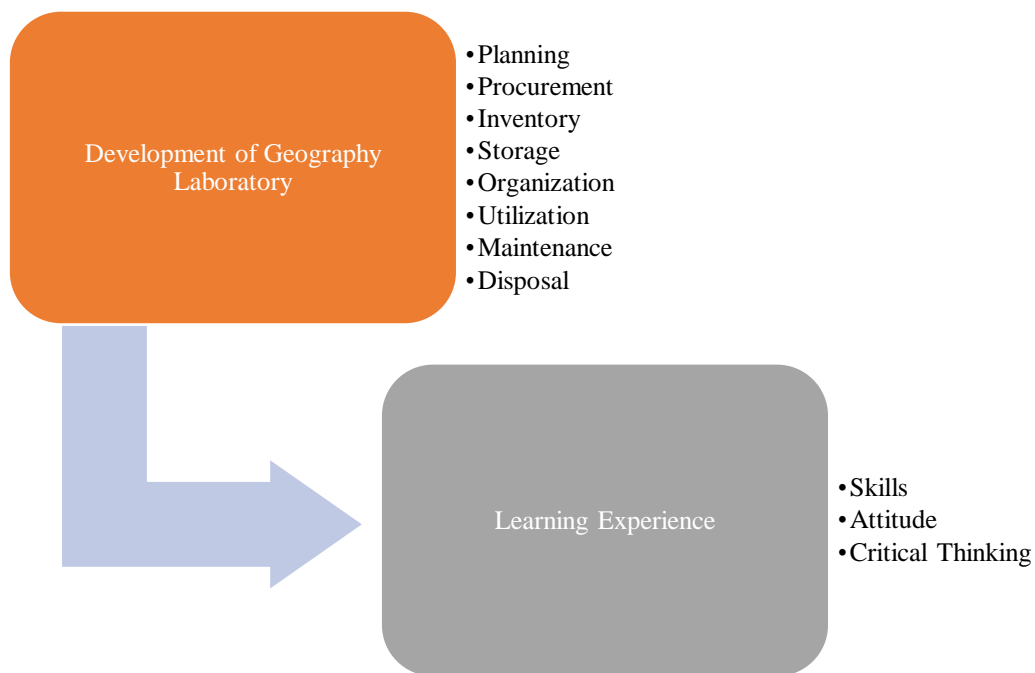 Development of Geography
Laboratory
•Planning
•Procurement
•Inventory
•Storage
•Organization
•Utilization
•Maintenance
•Disposal
Learning Experience
•Skills
•Attitude
•Critical Thinking